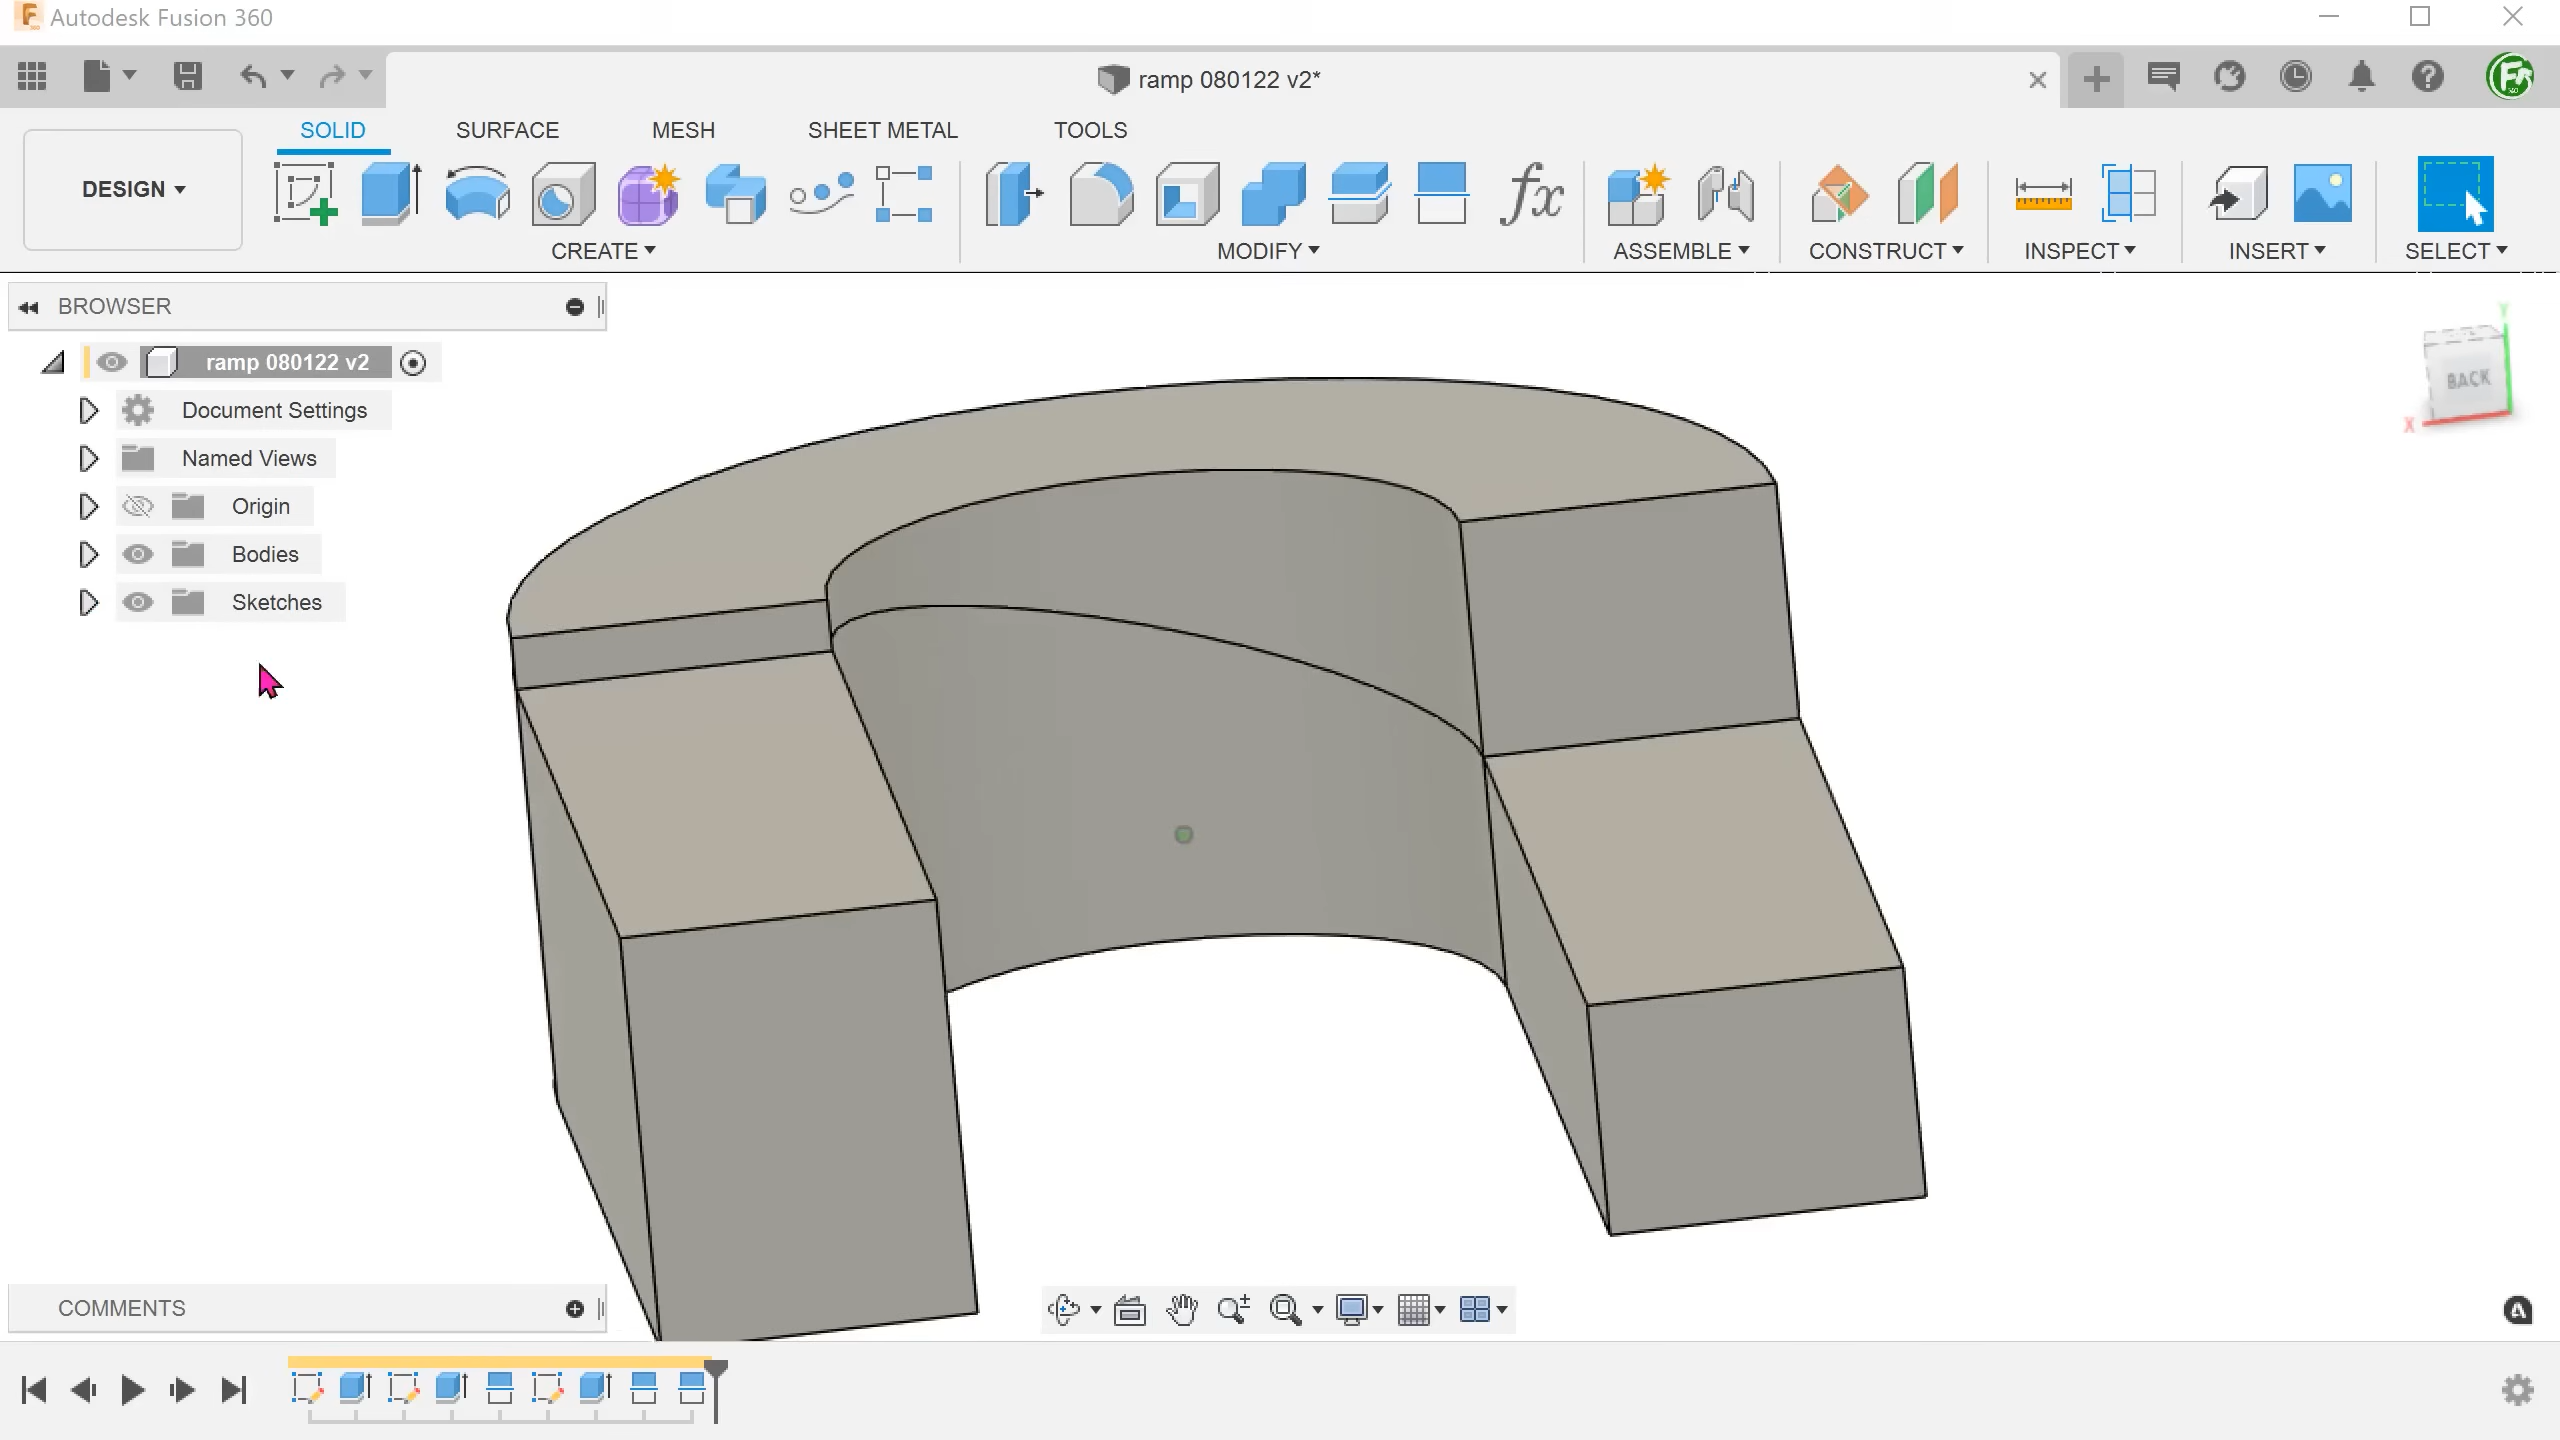 Autodesk Fusion 360
ramp 080122 v2*
SOLID SURFACE MESH SHEET METAL TOOLS
DESIGN
CREATE MODIFY ASSEMBLE CONSTRUCT INSPECT INSERT SELECT
BROWSER
ramp 080122 v2
Document Settings
Named Views
Origin
Bodies
Sketches
Y
BACK
X
COMMENTS